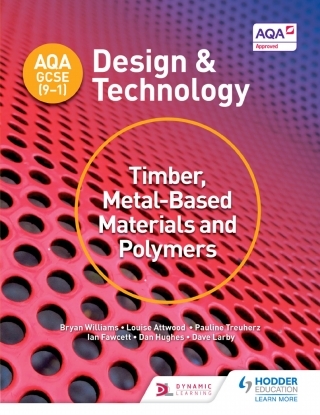 AQA
Approved
AQA
GCSE
(9–1)
Design &
Technology
Timber,
Metal-Based
Materials and
Polymers
Bryan Williams • Louise Attwood • Pauline Treuherz
Ian Fawcett • Dan Hughes • Dave Larby
DYNAMIC
LEARNING
HODDER
EDUCATION
LEARN MORE